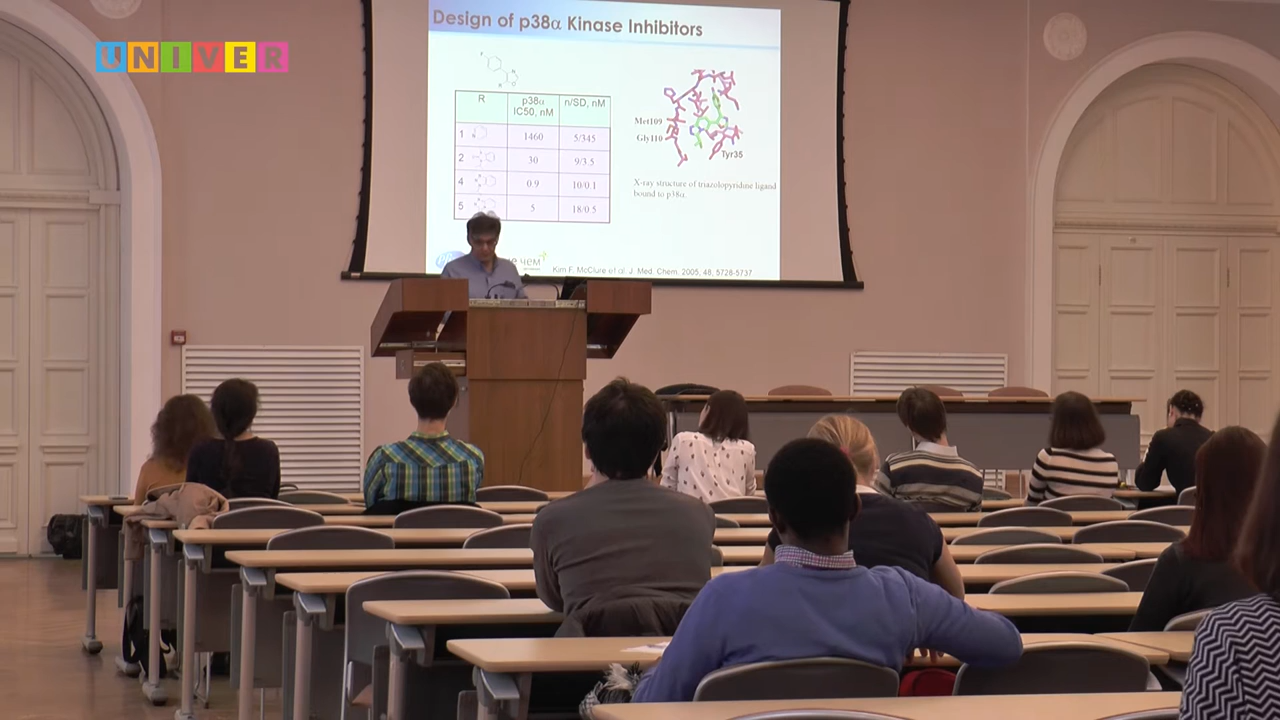 UNIVER
Design of p38α Kinase Inhibitors
R
p38α
IC50, nM
n/SD, nM
1
1460
5/345
2
30
9/3.5
4
0.9
10/0.1
5
5
18/0.5
Met109
Gly110
Tyr35
X-ray structure of triazolopyridine ligand
bound to p38α.
Kim F. McClure et al. J. Med. Chem. 2005, 48, 5728-5737